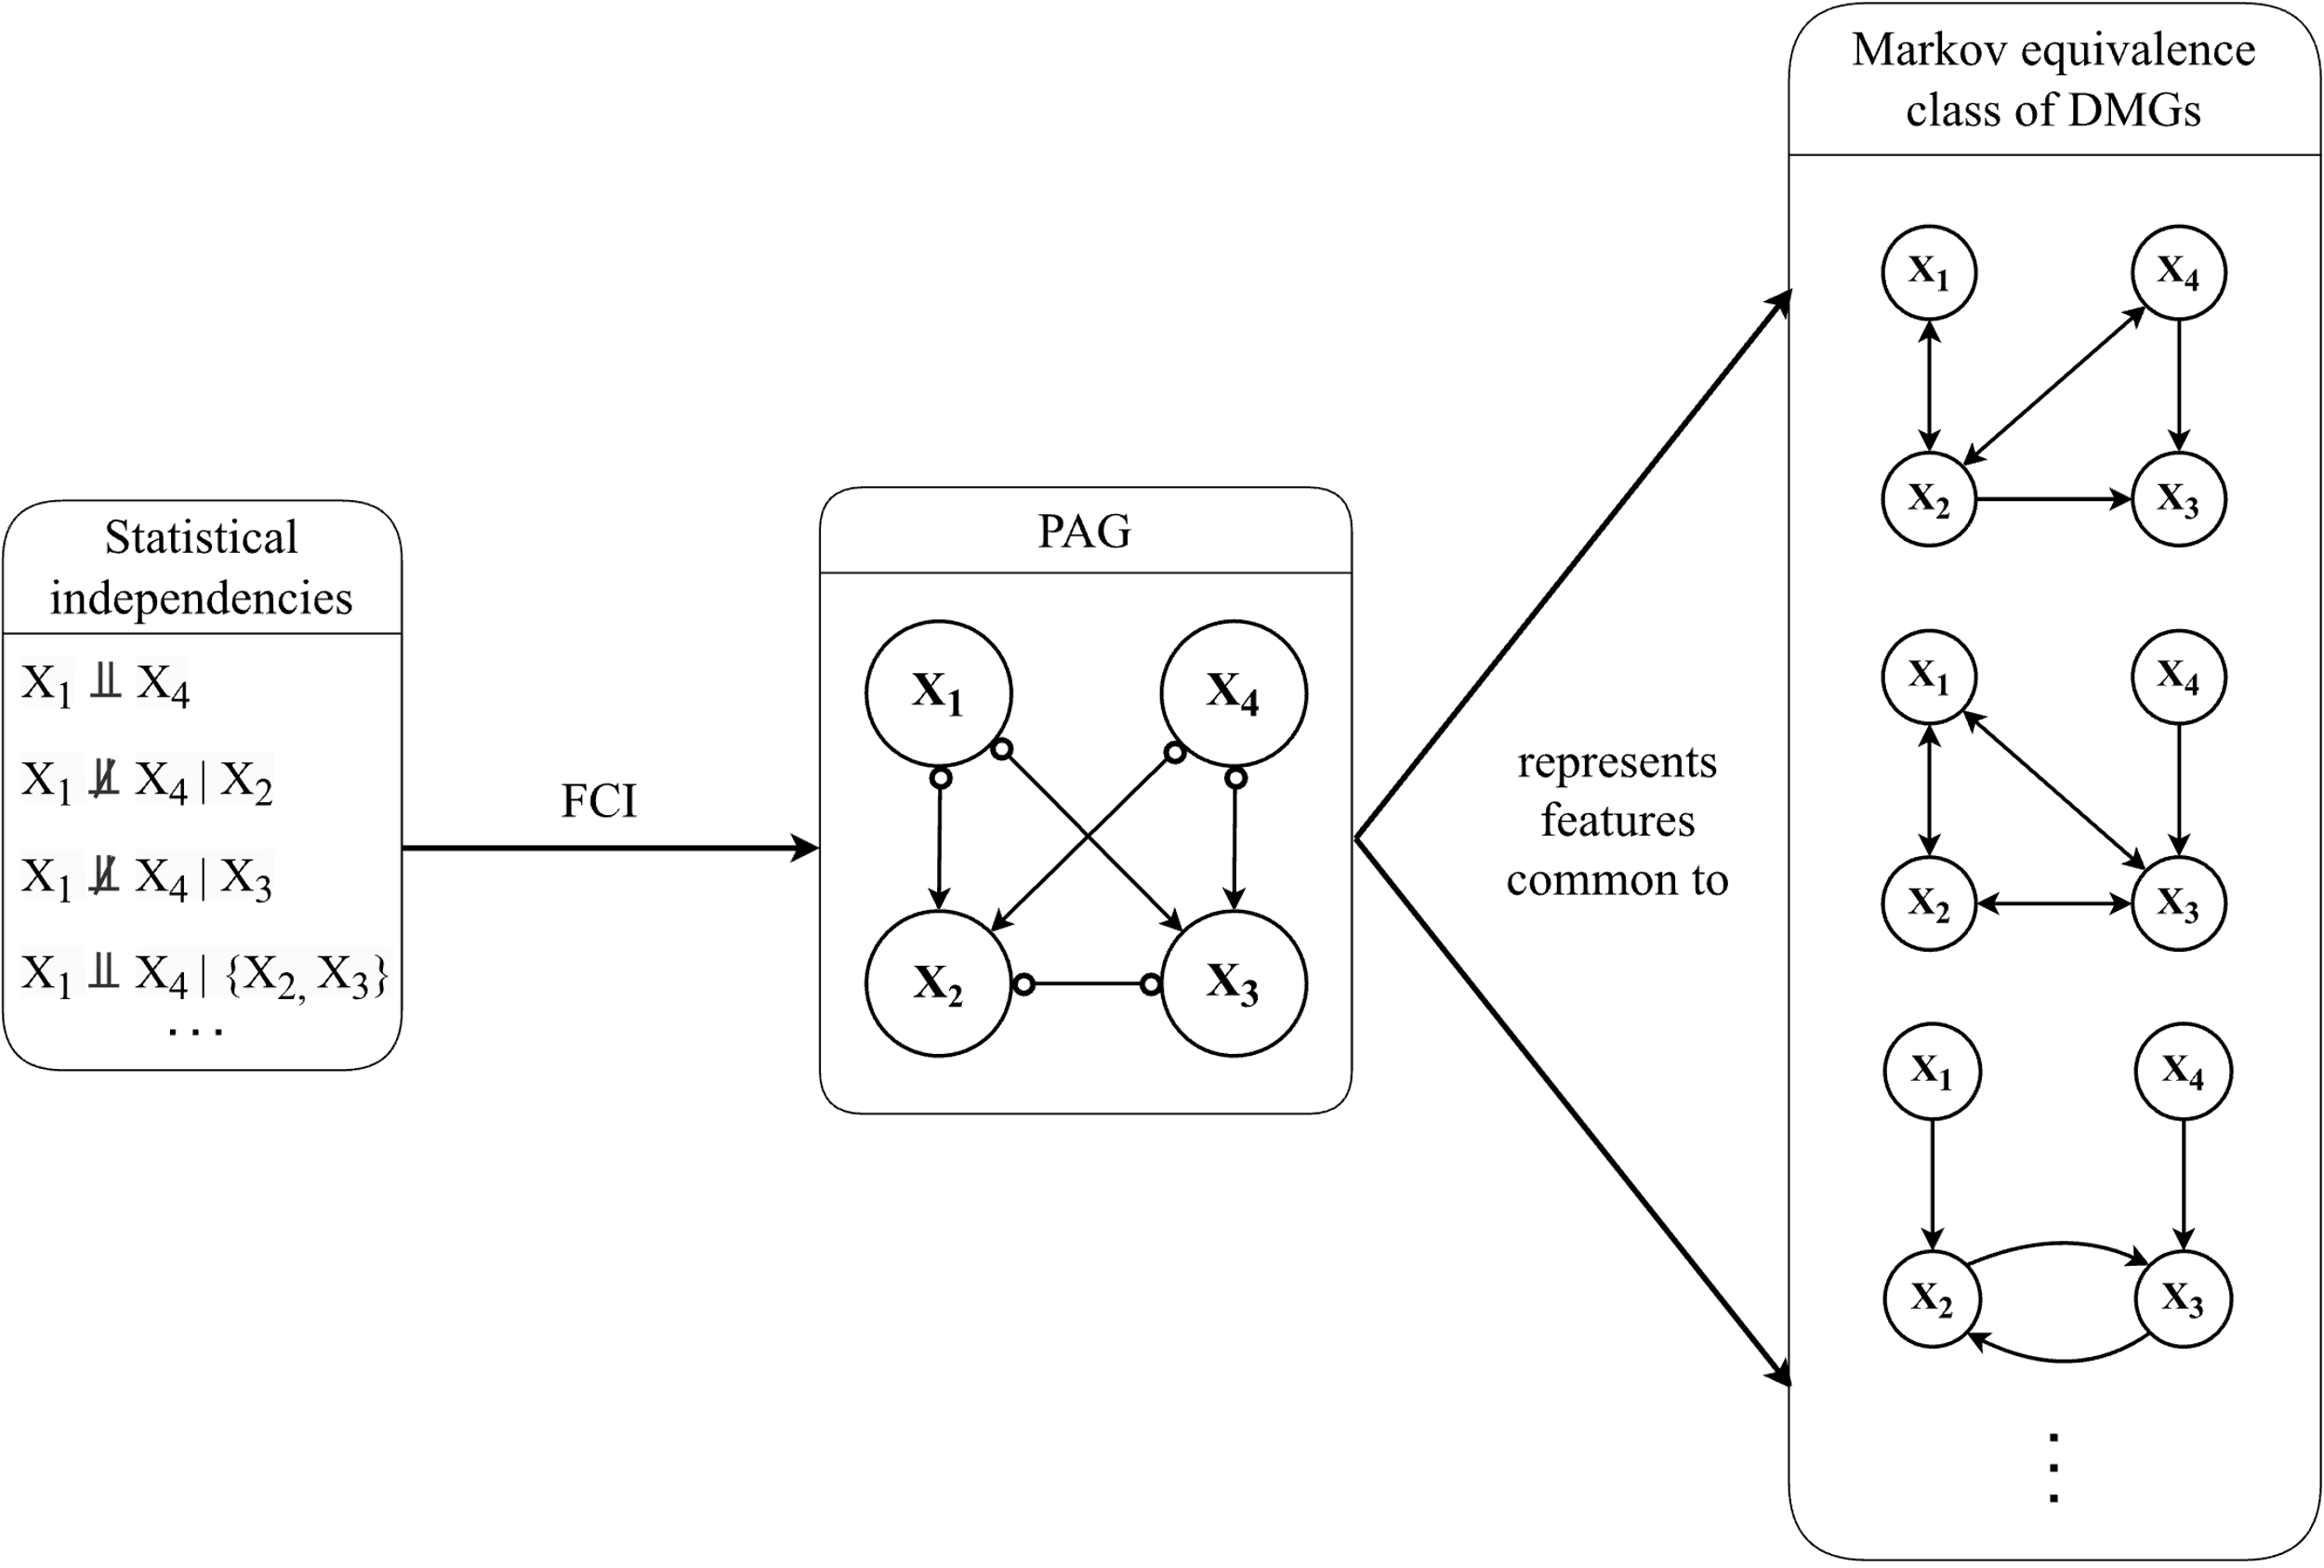 Statistical
independencies
X₁ ⫫ X₄
X₁ ⫫̸ X₄ | X₂
X₁ ⫫̸ X₄ | X₃
X₁ ⫫ X₄ | {X₂, X₃}
...
FCI
PAG
X₁ X₄
X₂ X₃
represents
features
common to
Markov equivalence
class of DMGs
X₁ X₄
X₂ X₃
X₁ X₄
X₂ X₃
X₁ X₄
X₂ X₃
⋮